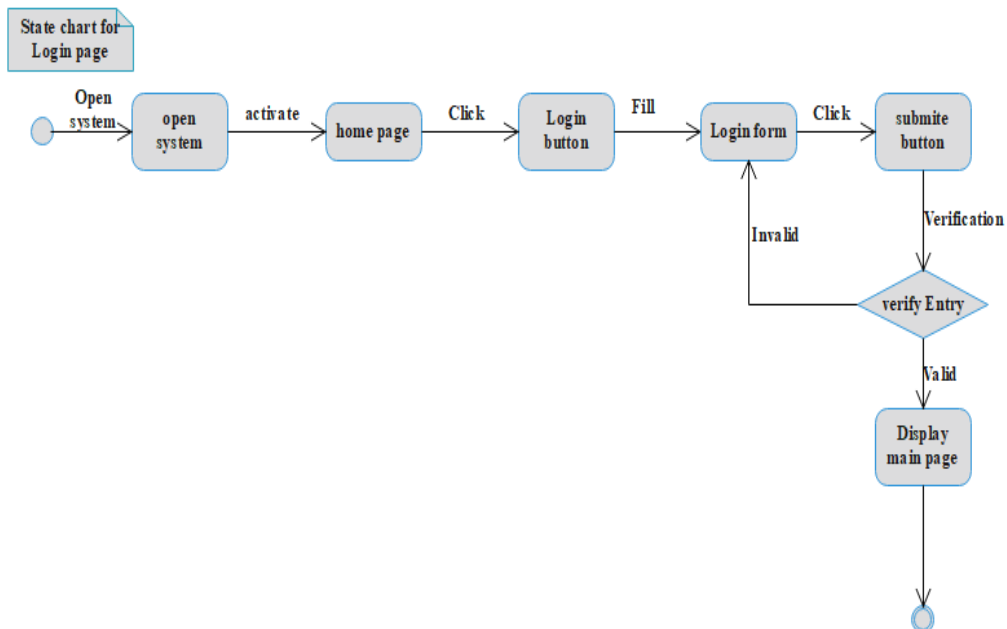 State chart for
Login page
Open
system
open
system
activate
home page
Click
Login
button
Fill
Login form
Click
submite
button
Invalid
Verification
verify Entry
Valid
Display
main page